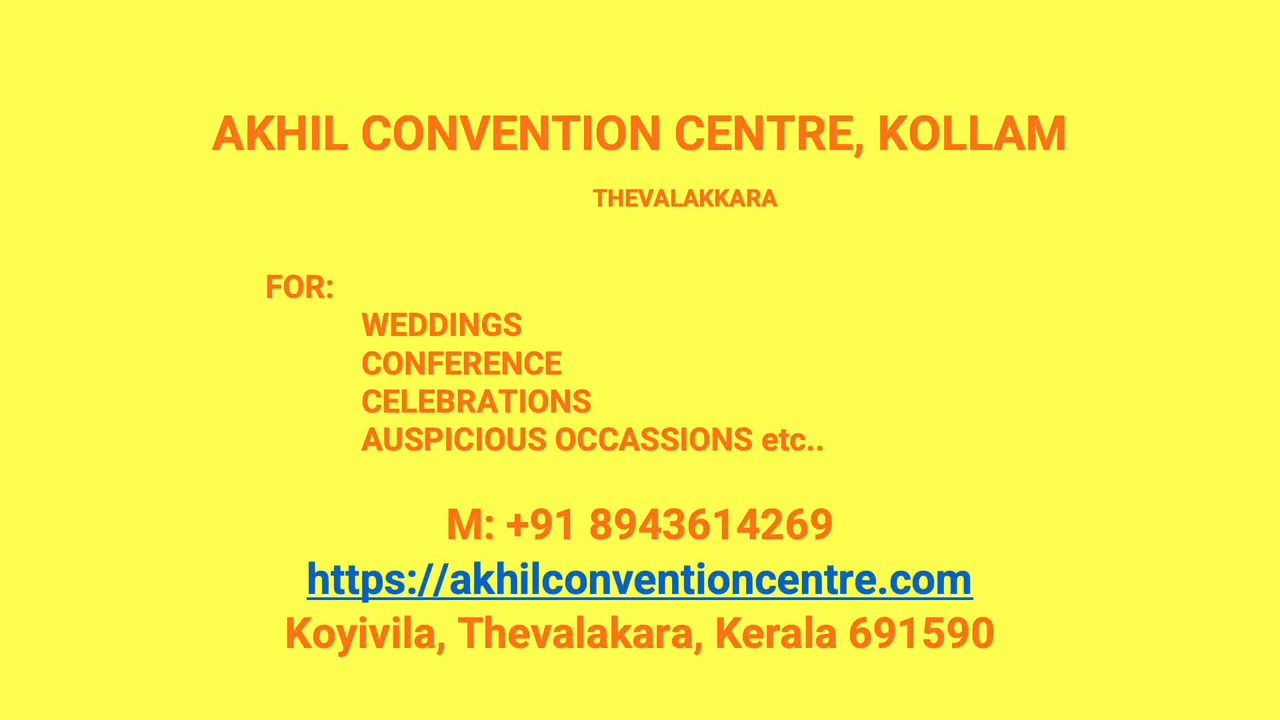 AKHIL CONVENTION CENTRE, KOLLAM
THEVALAKKARA
FOR:
WEDDINGS
CONFERENCE
CELEBRATIONS
AUSPICIOUS OCCASSIONS etc..
M: +91 8943614269
https://akhilconventioncentre.com
Koyivila, Thevalakara, Kerala 691590